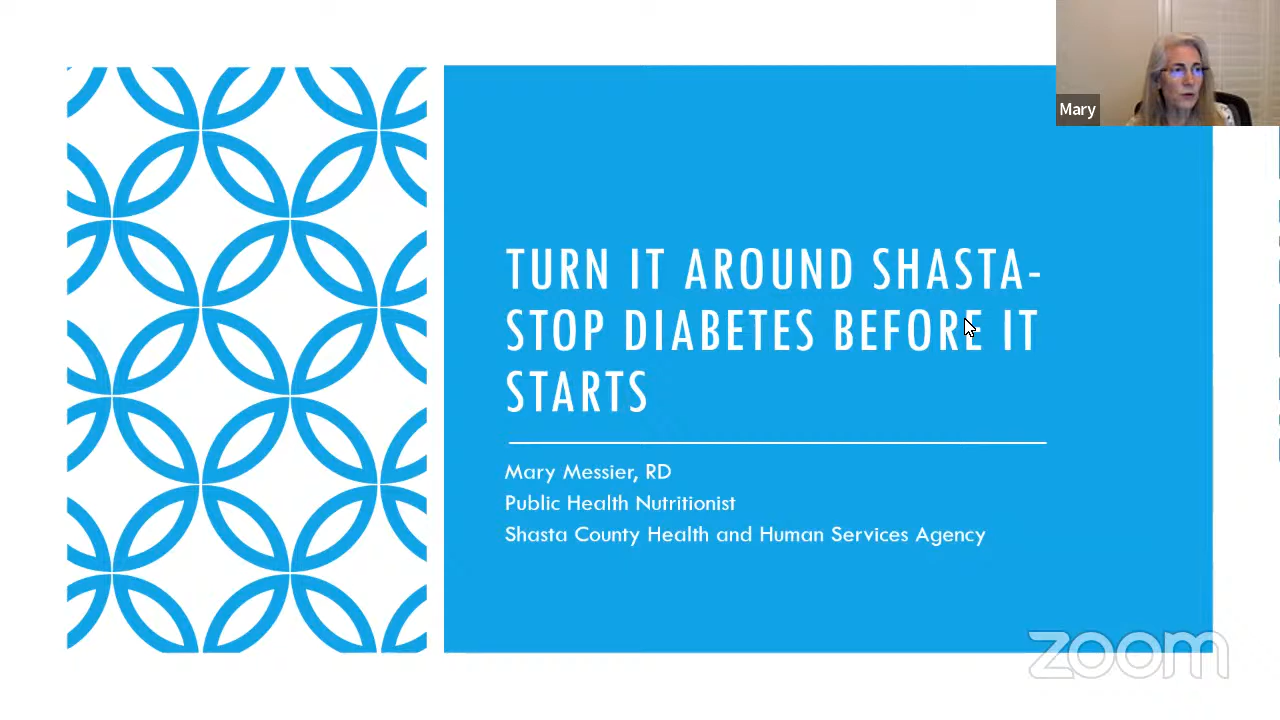 Mary
TURN IT AROUND SHASTA-
STOP DIABETES BEFORE IT
STARTS
Mary Messier, RD
Public Health Nutritionist
Shasta County Health and Human Services Agency
zoom